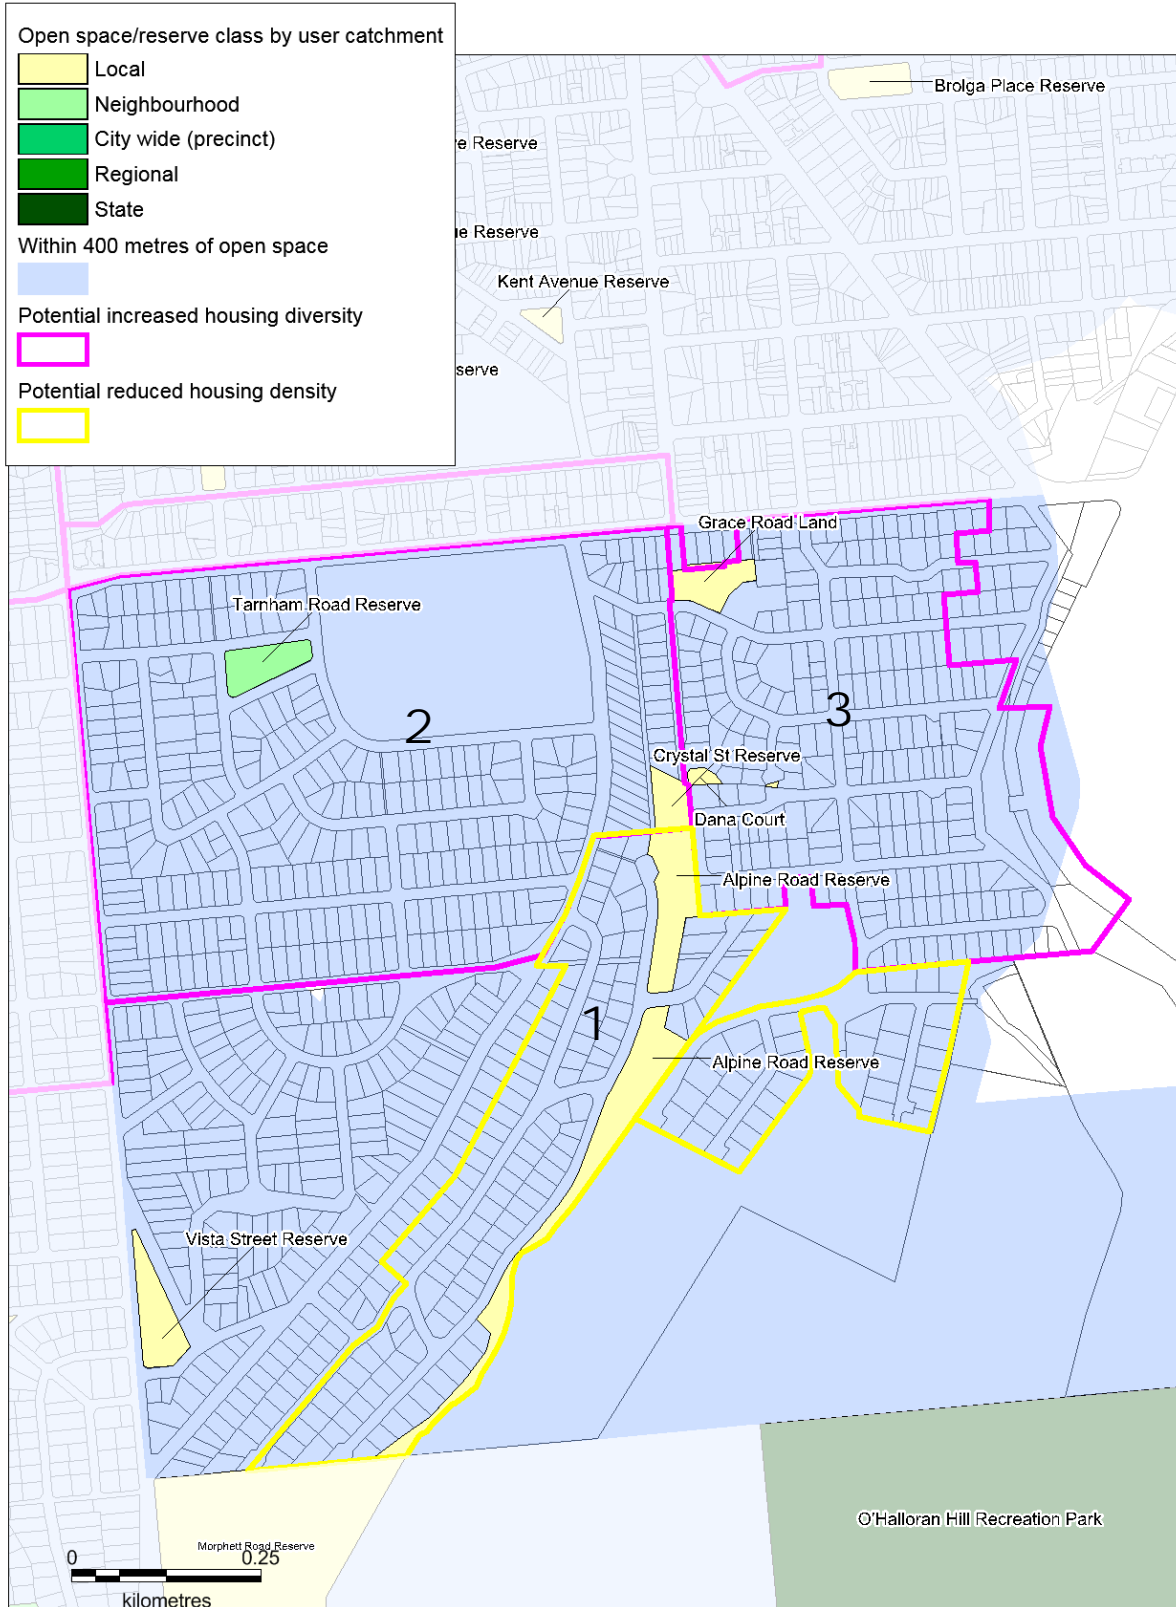 Open space/reserve class by user catchment
Local
Neighbourhood
City wide (precinct)
Regional
State
Within 400 metres of open space
Potential increased housing diversity
Potential reduced housing density
Brolga Place Reserve
Reserve
Reserve
Kent Avenue Reserve
Grace Road Land
Tarnham Road Reserve
2
3
Crystal St Reserve
Dana Court
Alpine Road Reserve
1
Alpine Road Reserve
Vista Street Reserve
O'Halloran Hill Recreation Park
Morphett Road Reserve
0 0.25
kilometres